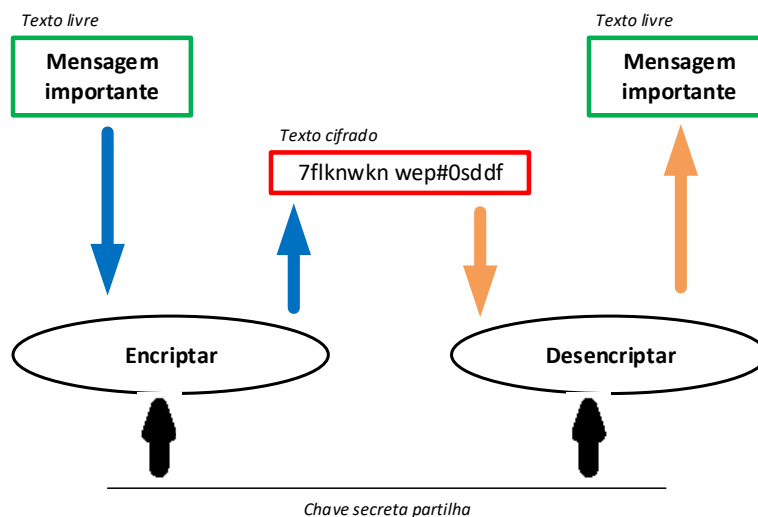 Texto livre
Mensagem
importante
Texto livre
Mensagem
importante
Texto cifrado
7flknwkn wep#0sddf
Encriptar
Desencriptar
Chave secreta partilha